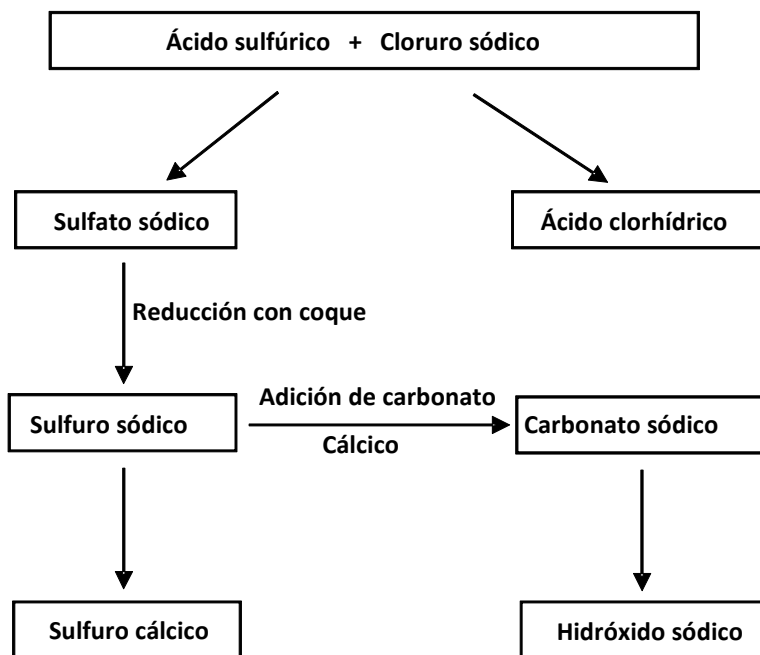 Ácido sulfúrico + Cloruro sódico
Sulfato sódico
Ácido clorhídrico
Reducción con coque
Sulfuro sódico
Adición de carbonato
Cálcico
Carbonato sódico
Sulfuro cálcico
Hidróxido sódico